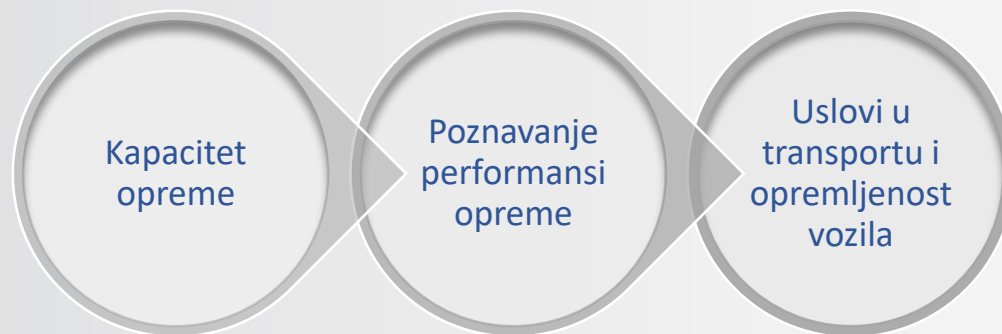 Kapacitet
opreme
Poznavanje
performansi
opreme
Uslovi u
transportu i
opremljenost
vozila